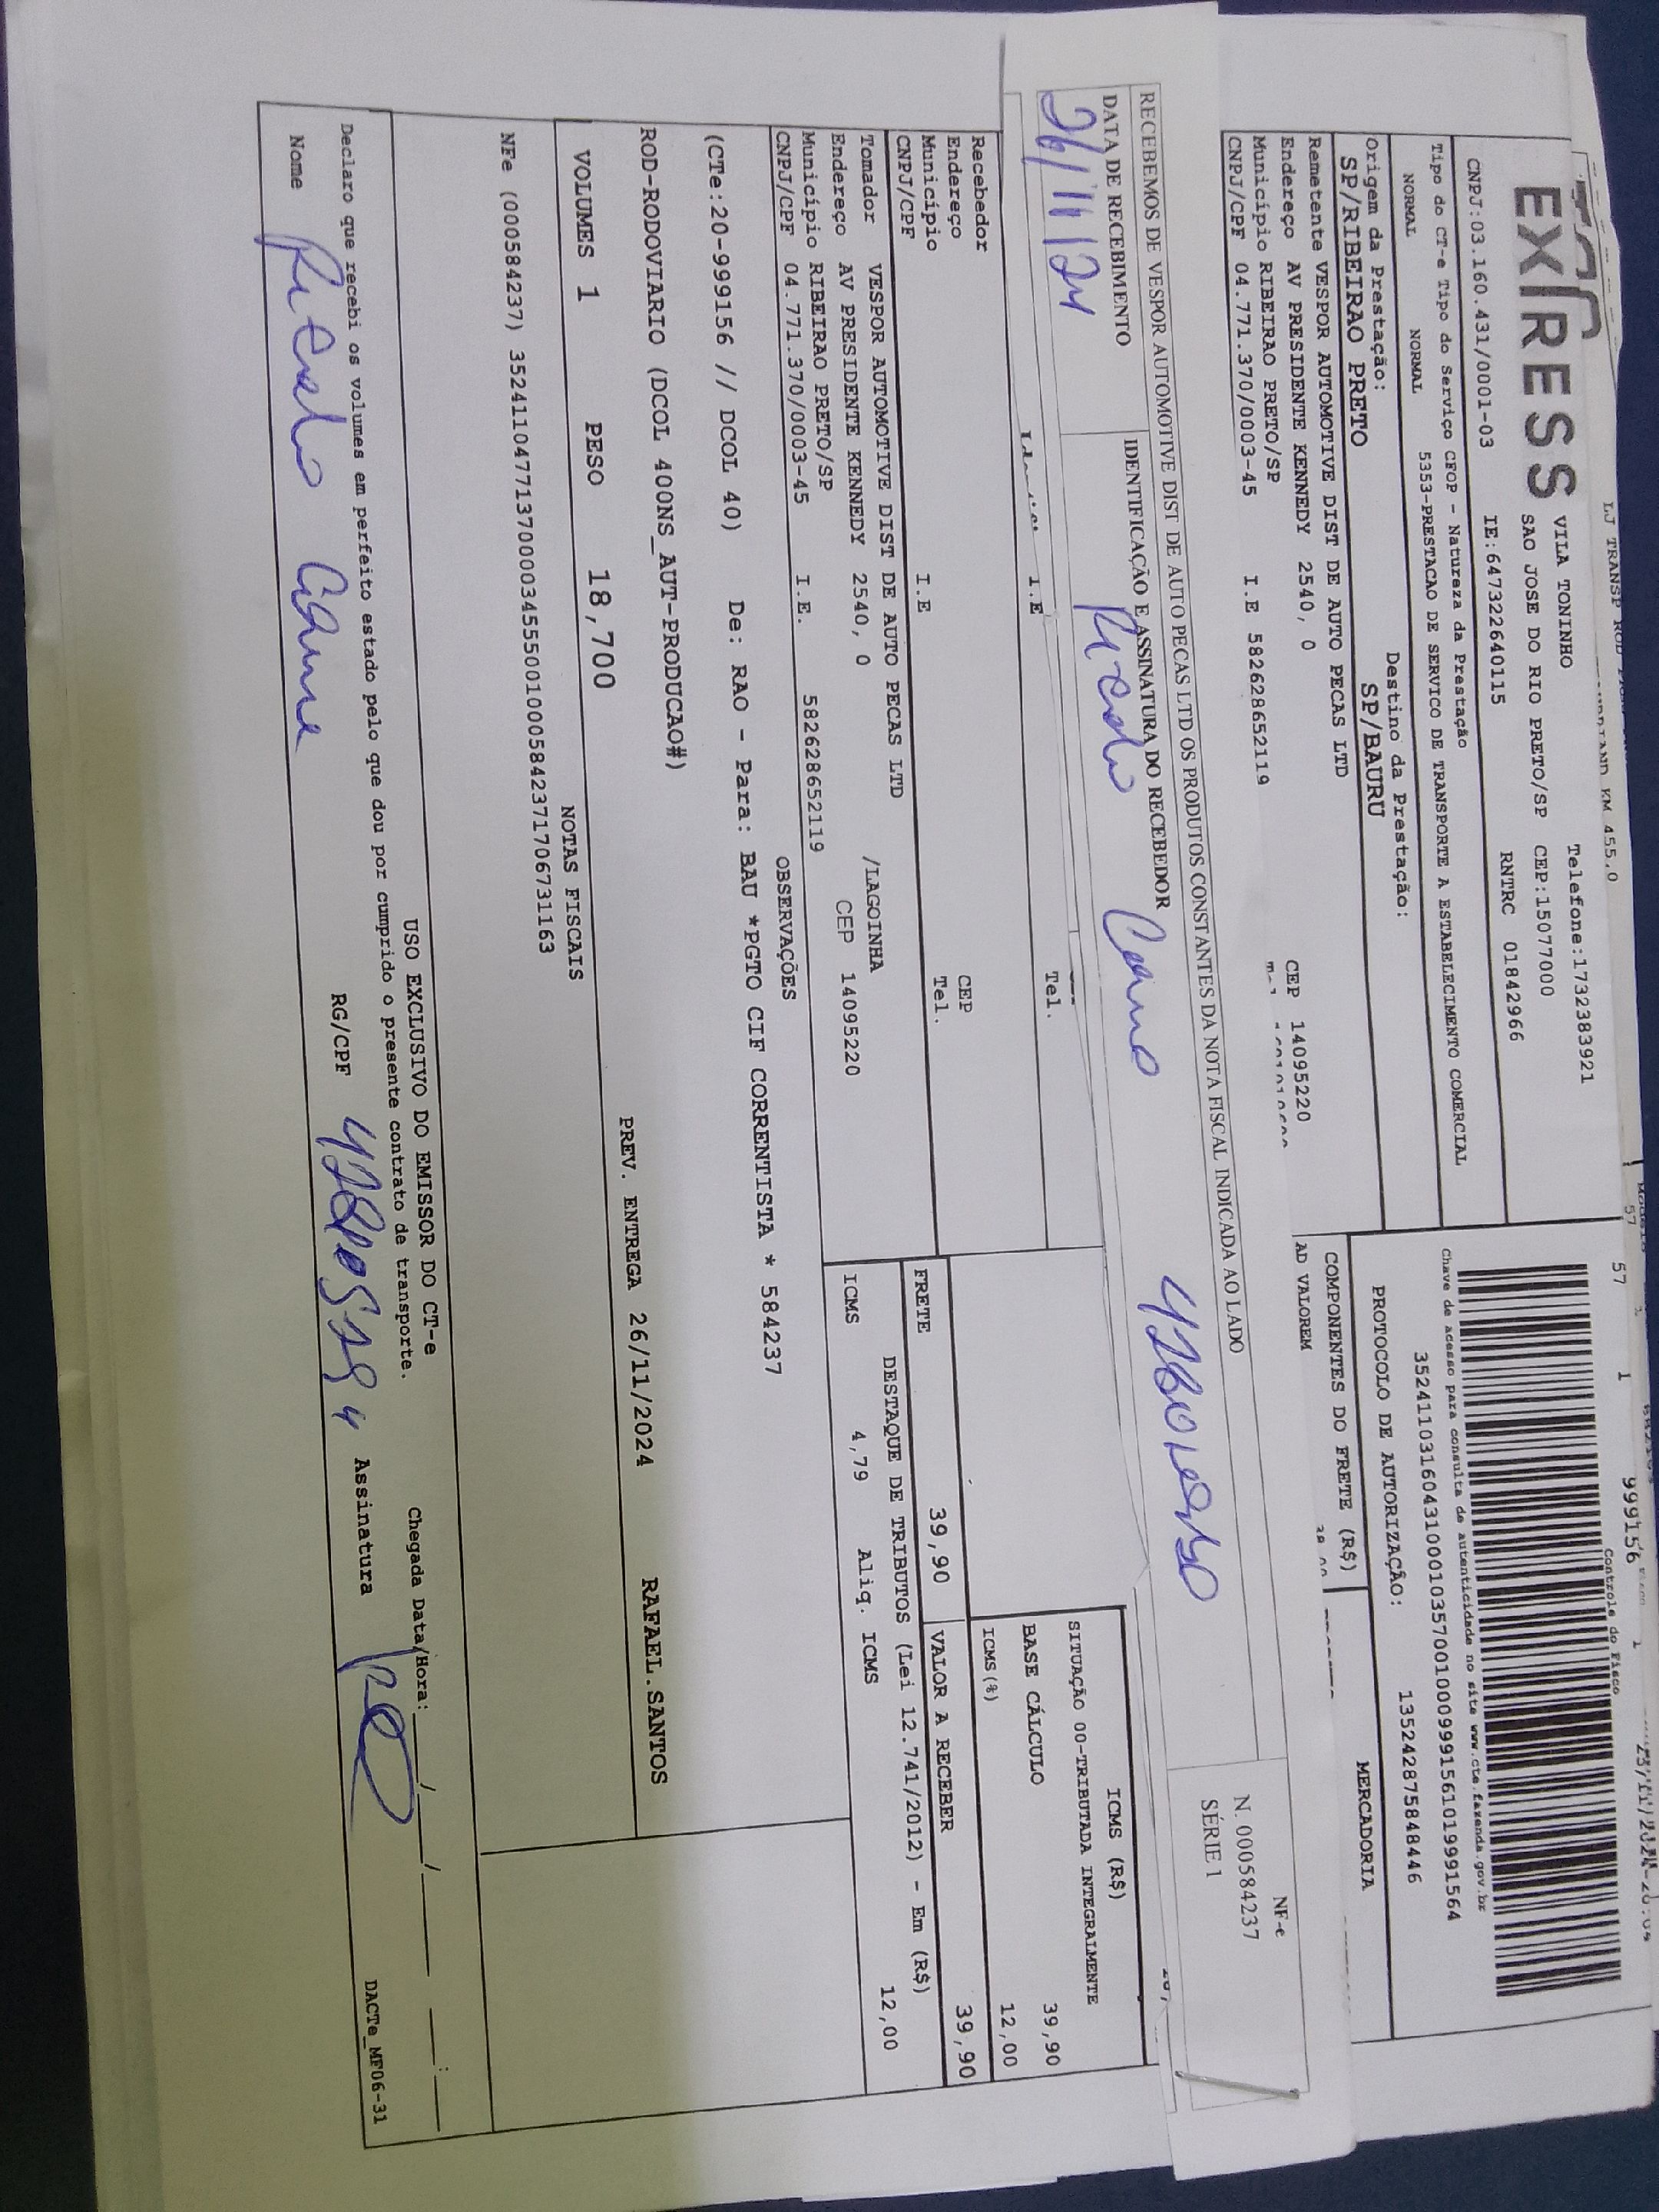 LJ TRANSP ROD KM 455.0
EXPRESS
VILA TONINHO Telefone:1732383921
SAO JOSE DO RIO PRETO/SP CEP:15077000
CNPJ:03.160.431/0001-03 IE:647322640115 RNTRC 01842966
57 1 999156
Controle do Fisco
Chave de acesso para consulta de autenticidade no site www.cte.fazenda.gov.br
35241103160431000103570010009991561019991564
Tipo do CT-e Tipo do Serviço CFOP - Natureza da Prestação
NORMAL NORMAL 5353-PRESTACAO DE SERVICO DE TRANSPORTE A ESTABELECIMENTO COMERCIAL
PROTOCOLO DE AUTORIZAÇÃO: 135242875848446
Origem da Prestação: Destino da Prestação:
SP/RIBEIRAO PRETO SP/BAURU
COMPONENTES DO FRETE (R$) MERCADORIA
AD VALOREM
Remetente VESPOR AUTOMOTIVE DIST DE AUTO PECAS LTD
Endereço AV PRESIDENTE KENNEDY 2540, 0
Município RIBEIRAO PRETO/SP CEP 14095220
CNPJ/CPF 04.771.370/0003-45 I.E 582628652119
RECEBEMOS DE VESPOR AUTOMOTIVE DIST DE AUTO PECAS LTD OS PRODUTOS CONSTANTES DA NOTA FISCAL INDICADA AO LADO
NF-e
N. 000584237
SÉRIE 1
DATA DE RECEBIMENTO IDENTIFICAÇÃO E ASSINATURA DO RECEBEDOR
26/11/24
I.E Tel.
ICMS (R$)
SITUAÇÃO 00-TRIBUTADA INTEGRALMENTE
BASE CÁLCULO 39,90
ICMS(%) 12,00
Recebedor
Endereço CEP
Município Tel.
CNPJ/CPF I.E
FRETE 39,90 VALOR A RECEBER 39,90
Tomador VESPOR AUTOMOTIVE DIST DE AUTO PECAS LTD
Endereço AV PRESIDENTE KENNEDY 2540, 0 /LAGOINHA
Município RIBEIRAO PRETO/SP CEP 14095220
CNPJ/CPF 04.771.370/0003-45 I.E. 582628652119
DESTAQUE DE TRIBUTOS (Lei 12.741/2012) - Em (R$)
ICMS 4,79 Aliq. ICMS 12,00
OBSERVAÇÕES
(CTe:20-999156 // DCOL 40) De: RAO - Para: BAU *PGTO CIF CORRENTISTA * 584237
ROD-RODOVIARIO (DCOL 400NS_AUT-PRODUCAO#)
PREV. ENTREGA 26/11/2024 RAFAEL.SANTOS
VOLUMES 1 PESO 18,700
NOTAS FISCAIS
NFe (000584237) 35241104771370000345550010005842371706731163
USO EXCLUSIVO DO EMISSOR DO CT-e
Declaro que recebi os volumes em perfeito estado pelo que dou por cumprido o presente contrato de transporte.
Chegada Data/Hora: ____/____/______ ___:___
Nome RG/CPF Assinatura
DACTe_MF06-31